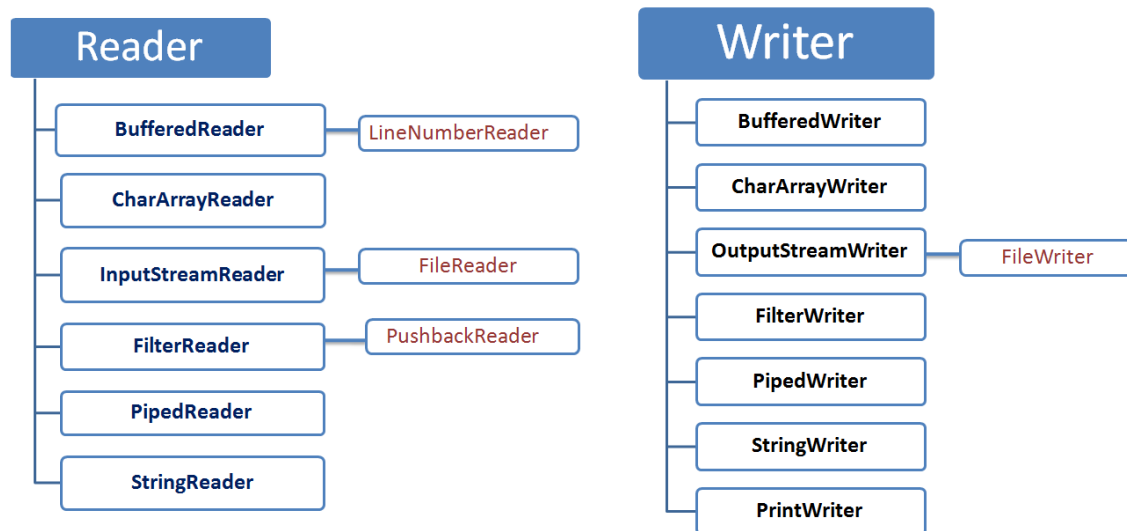 Reader
BufferedReader
LineNumberReader
CharArrayReader
InputStreamReader
FileReader
FilterReader
PushbackReader
PipedReader
StringReader
Writer
BufferedWriter
CharArrayWriter
OutputStreamWriter
FileWriter
FilterWriter
PipedWriter
StringWriter
PrintWriter